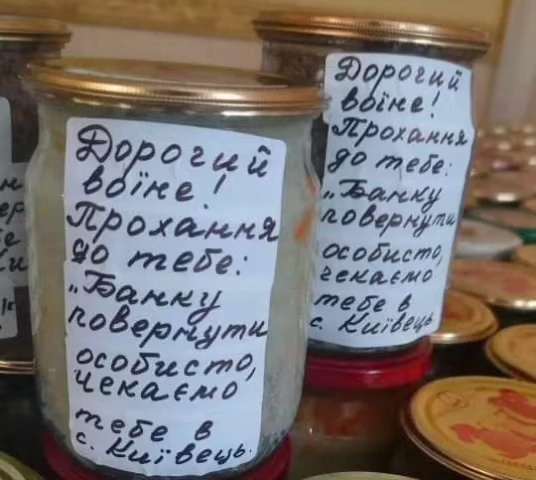 Дорогий
воїне!
Прохання
до тебе:
„Банку
повернути
особисто,
чекаємо
тебе в
с. Київець.
Дорогий
воїне!
Прохання
до тебе:
„Банку
повернути
особисто,
чекаємо
тебе в
с. Київець